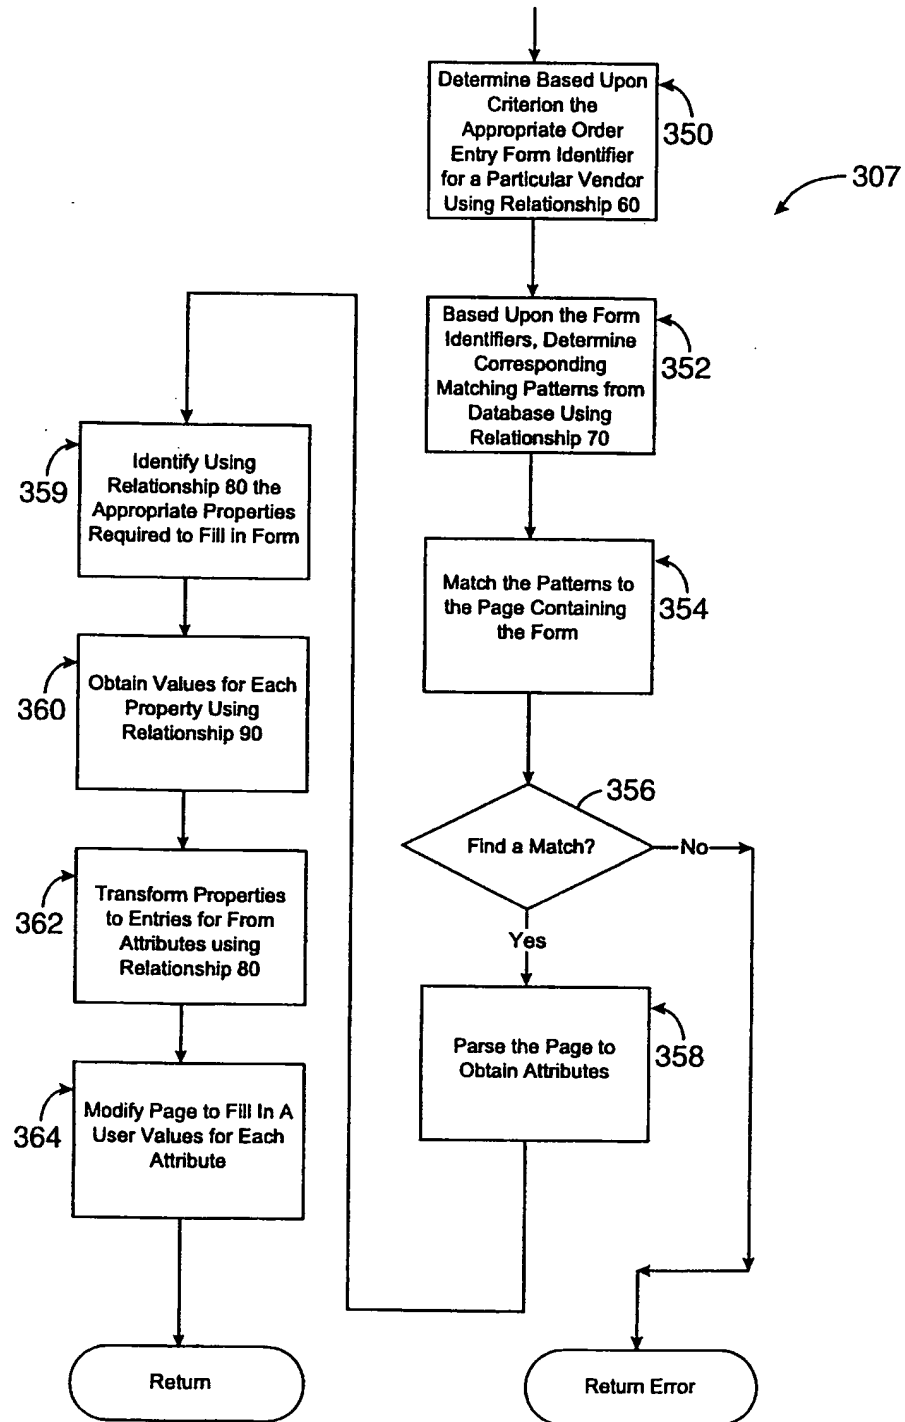 Determine Based Upon
Criterion the
Appropriate Order
Entry Form Identifier
for a Particular Vendor
Using Relationship 60
350
307
Based Upon the Form
Identifiers, Determine
Corresponding
Matching Patterns from
Database Using
Relationship 70
352
Match the Patterns to
the Page Containing
the Form
354
356
Find a Match?
No
Yes
Parse the Page to
Obtain Attributes
358
359
Identify Using
Relationship 80 the
Appropriate Properties
Required to Fill in Form
360
Obtain Values for Each
Property Using
Relationship 90
362
Transform Properties
to Entries for From
Attributes using
Relationship 80
364
Modify Page to Fill In A
User Values for Each
Attribute
Return
Return Error